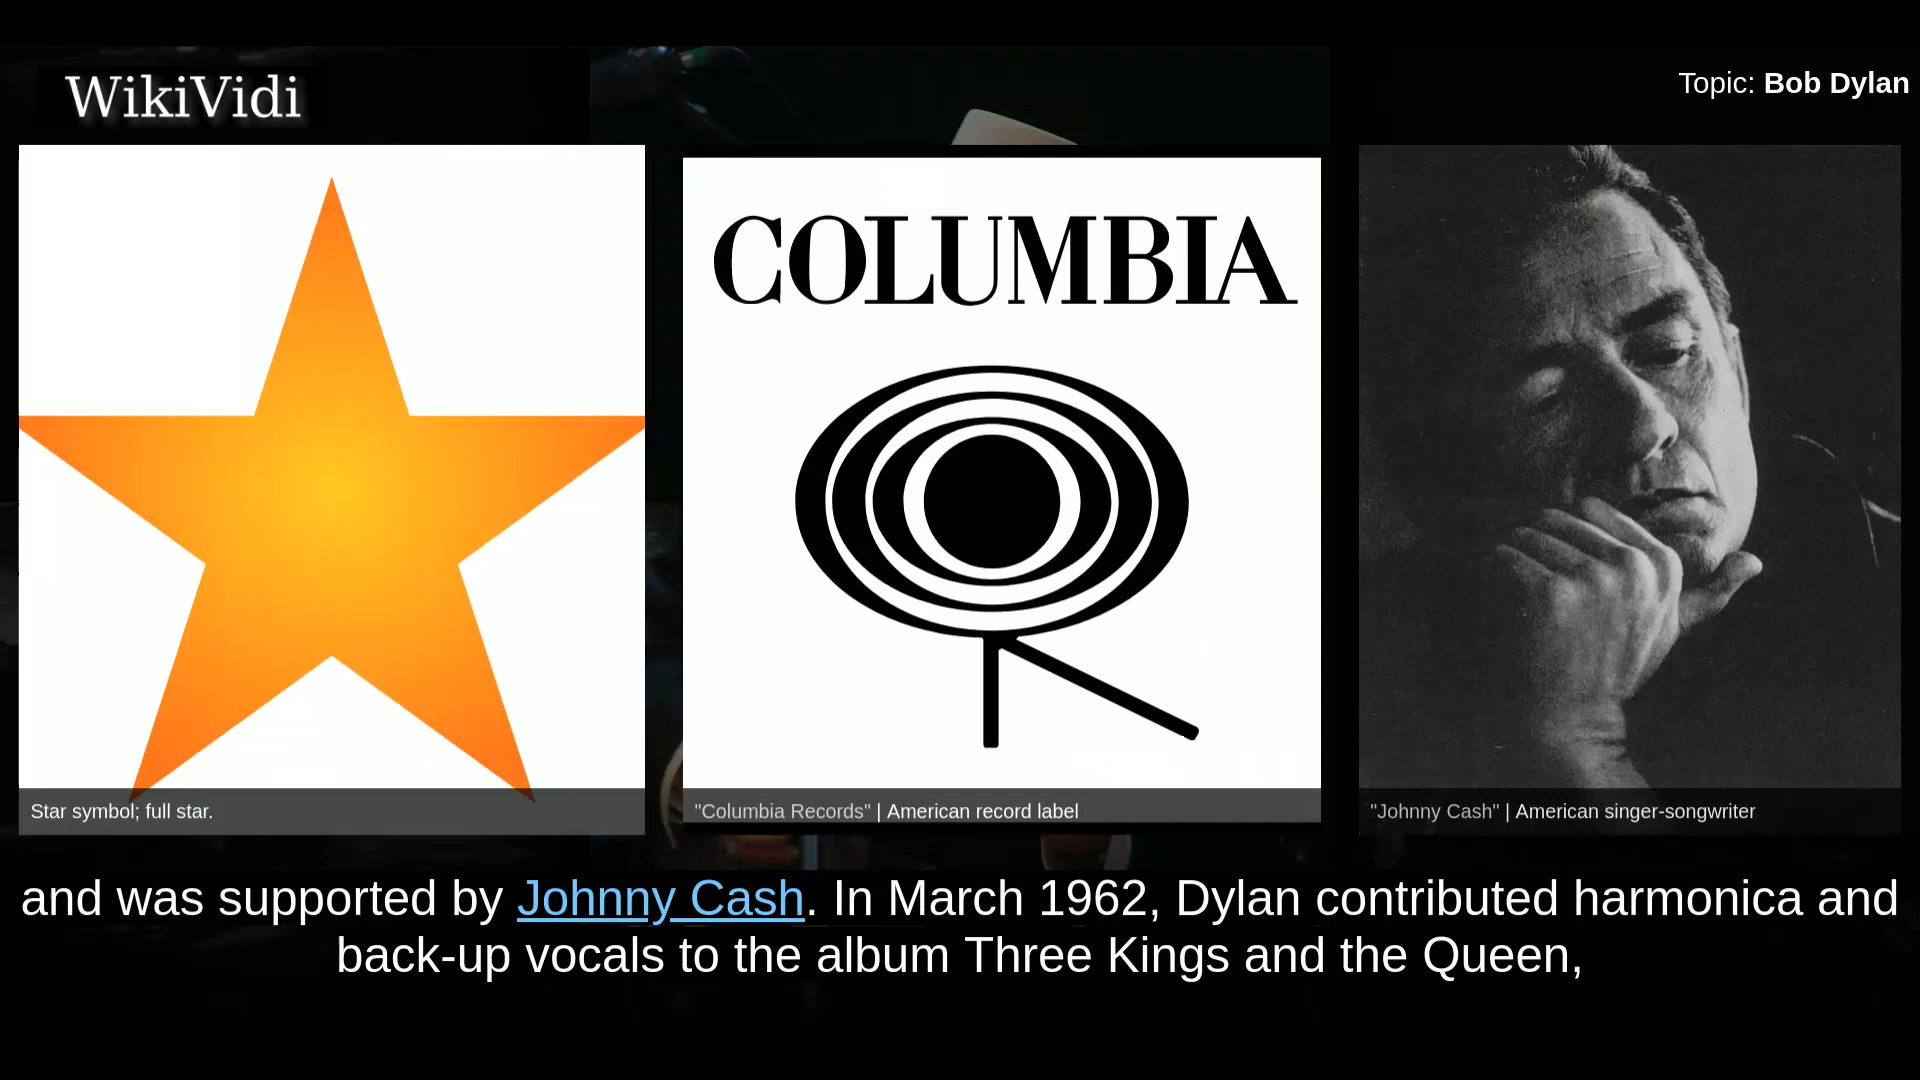 WikiVidi
Topic: Bob Dylan
COLUMBIA
Star symbol; full star.
"Columbia Records" | American record label
"Johnny Cash" | American singer-songwriter
and was supported by Johnny Cash. In March 1962, Dylan contributed harmonica and
back-up vocals to the album Three Kings and the Queen,